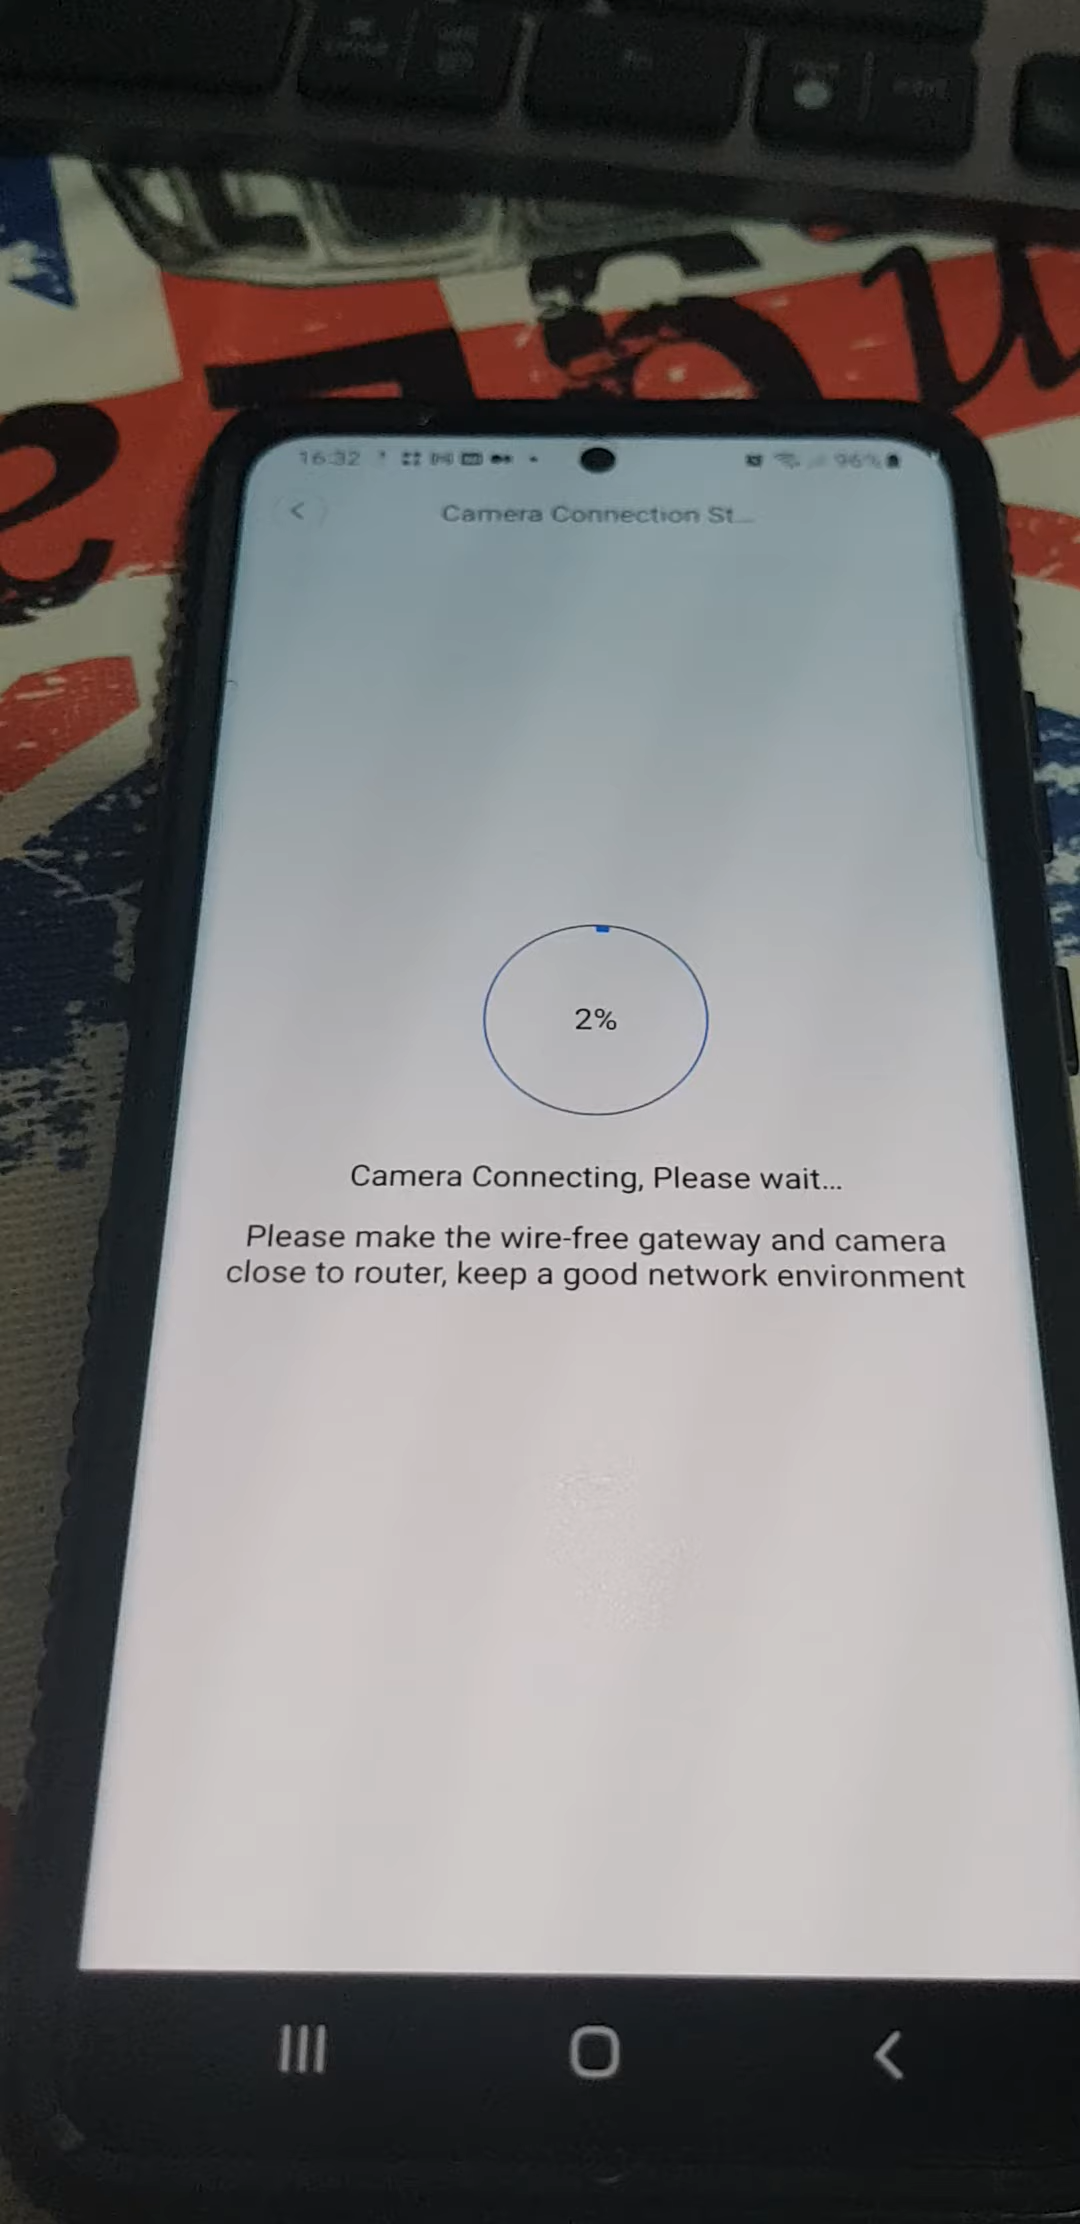 16:32
96%
Camera Connection St...
2%
Camera Connecting, Please wait...
Please make the wire-free gateway and camera
close to router, keep a good network environment